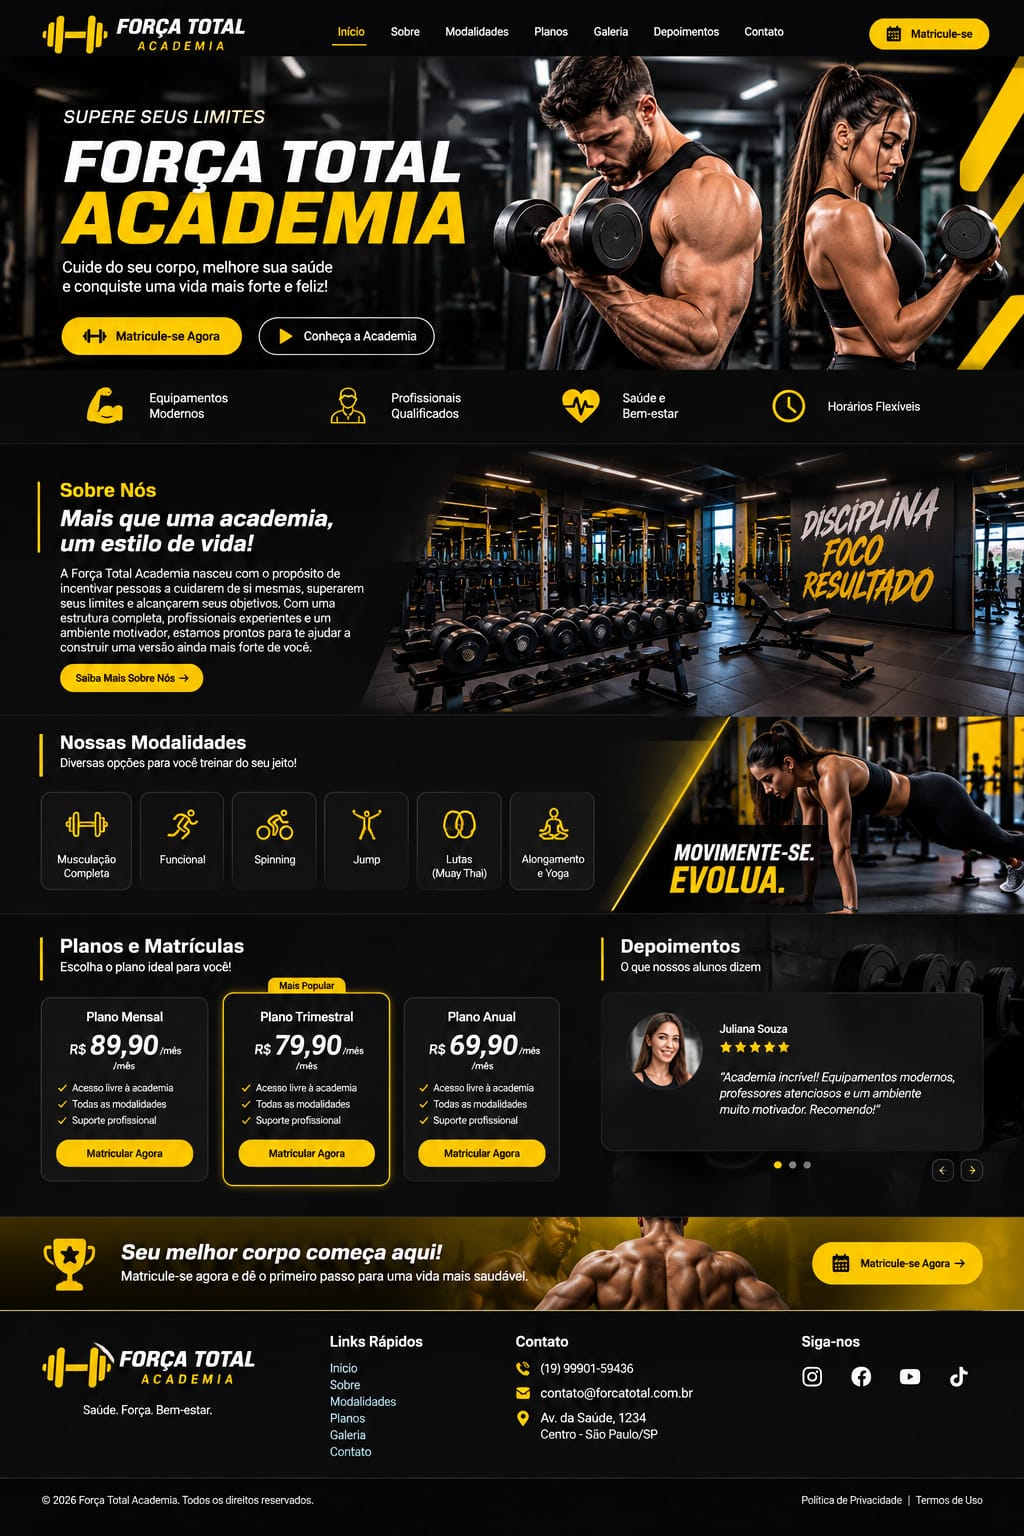 FORÇA TOTAL
ACADEMIA
Início
Sobre
Modalidades
Planos
Galeria
Depoimentos
Contato
Matricule-se
SUPERE SEUS LIMITES
FORÇA TOTAL
ACADEMIA
Cuide do seu corpo, melhore sua saúde
e conquiste uma vida mais forte e feliz!
Matricule-se Agora
Conheça a Academia
Equipamentos
Modernos
Profissionais
Qualificados
Saúde e
Bem-estar
Horários Flexíveis
Sobre Nós
Mais que uma academia,
um estilo de vida!
A Força Total Academia nasceu com o propósito de
incentivar pessoas a cuidarem de si mesmas, superarem
seus limites e alcançarem seus objetivos. Com uma
estrutura completa, profissionais experientes e um
ambiente motivador, estamos prontos para te ajudar a
construir uma versão ainda mais forte de você.
Saiba Mais Sobre Nós →
DISCIPLINA
FOCO
RESULTADO
Nossas Modalidades
Diversas opções para você treinar do seu jeito!
Musculação
Completa
Funcional
Spinning
Jump
Lutas
(Muay Thai)
Alongamento
e Yoga
MOVIMENTE-SE.
EVOLUA.
Planos e Matrículas
Escolha o plano ideal para você!
Plano Mensal
R$ 89,90 /mês
/mês
Acesso livre à academia
Todas as modalidades
Suporte profissional
Matricular Agora
Mais Popular
Plano Trimestral
R$ 79,90 /mês
/mês
Acesso livre à academia
Todas as modalidades
Suporte profissional
Matricular Agora
Plano Anual
R$ 69,90 /mês
/mês
Acesso livre à academia
Todas as modalidades
Suporte profissional
Matricular Agora
Depoimentos
O que nossos alunos dizem
Juliana Souza
"Academia incrível! Equipamentos modernos,
professores atenciosos e um ambiente
muito motivador. Recomendo!"
Seu melhor corpo começa aqui!
Matricule-se agora e dê o primeiro passo para uma vida mais saudável.
Matricule-se Agora →
FORÇA TOTAL
ACADEMIA
Saúde. Força. Bem-estar.
Links Rápidos
Início
Sobre
Modalidades
Planos
Galeria
Contato
Contato
(19) 99901-59436
contato@forcatotal.com.br
Av. da Saúde, 1234
Centro - São Paulo/SP
Siga-nos
© 2026 Força Total Academia. Todos os direitos reservados.
Política de Privacidade | Termos de Uso